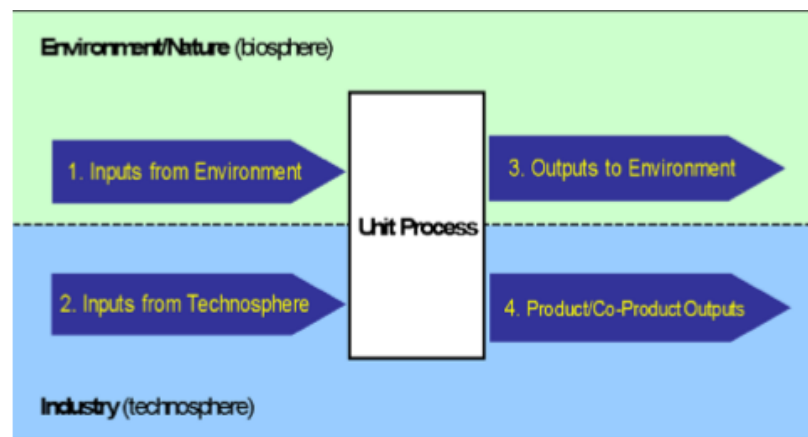 Environment/Nature (biosphere)
1. Inputs from Environment
3. Outputs to Environment
Unit Process
2. Inputs from Technosphere
4. Product/Co-Product Outputs
Industry (technosphere)